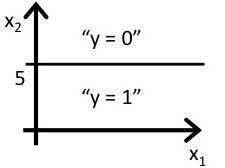 x₂
“y = 0”
5
“y = 1”
x₁